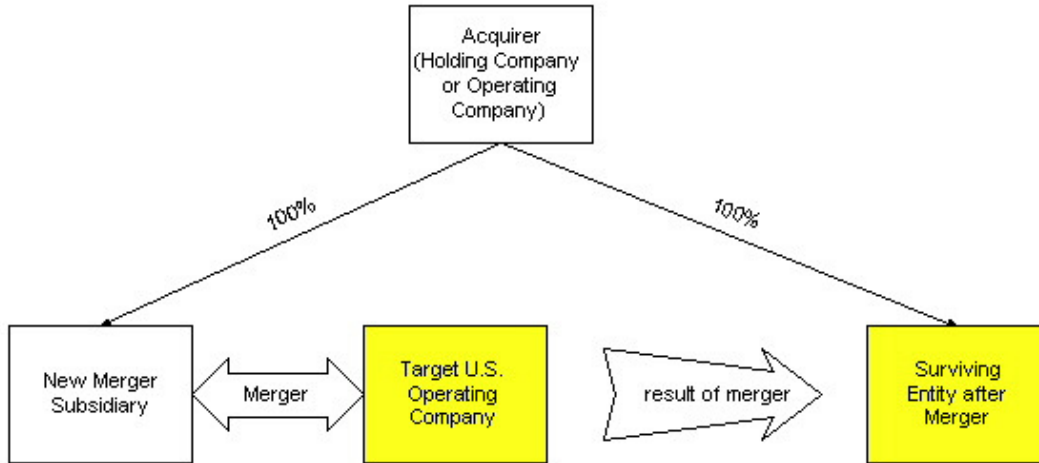 Acquirer
(Holding Company
or Operating
Company)
100%
100%
New Merger
Subsidiary
Merger
Target U.S.
Operating
Company
result of merger
Surviving
Entity after
Merger